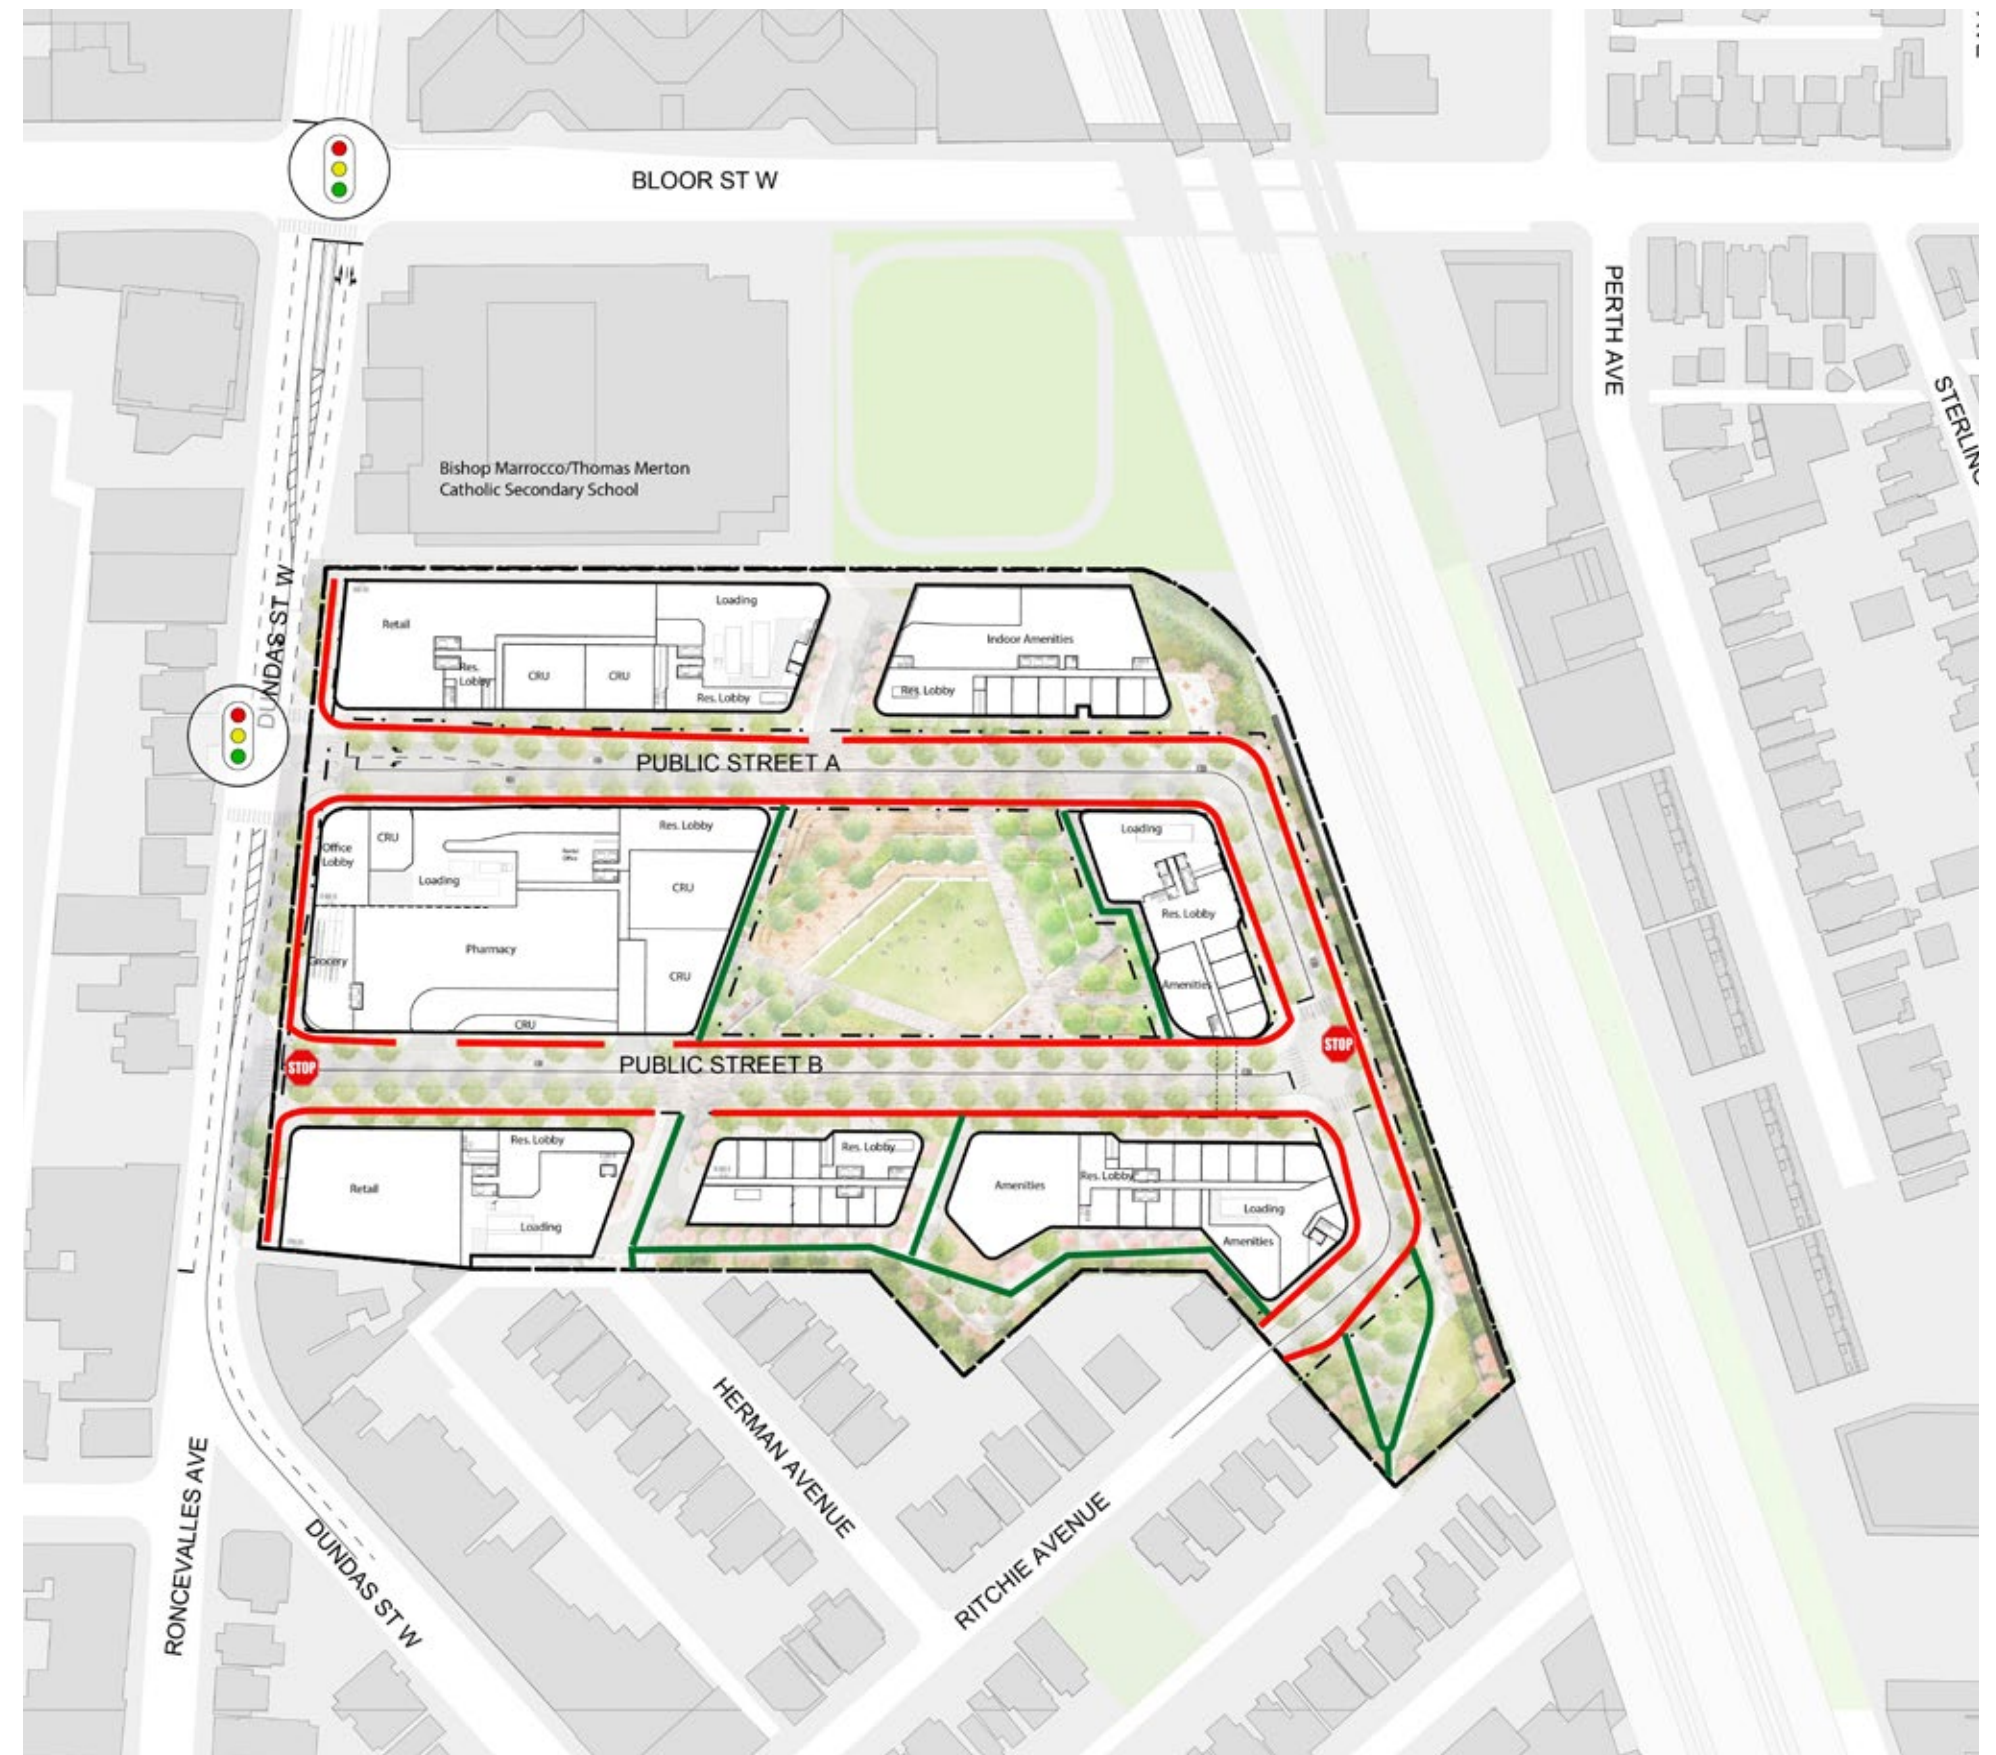 BLOOR ST W
PERTH AVE
Bishop Marrocco/Thomas Merton
Catholic Secondary School
DUNDAS ST W
Retail
Loading
Res.
Lobby
CRU
CRU
Res. Lobby
Indoor Amenities
Res. Lobby
PUBLIC STREET A
Office
Lobby
CRU
Loading
Res. Lobby
CRU
Pharmacy
Grocery
CRU
CRU
Loading
Res. Lobby
Amenities
STOP
STOP
PUBLIC STREET B
Retail
Res. Lobby
Loading
Res. Lobby
Amenities
Res. Lobby
Loading
Amenities
HERMAN AVENUE
RITCHIE AVENUE
RONCEVALLES AVE
DUNDAS ST W